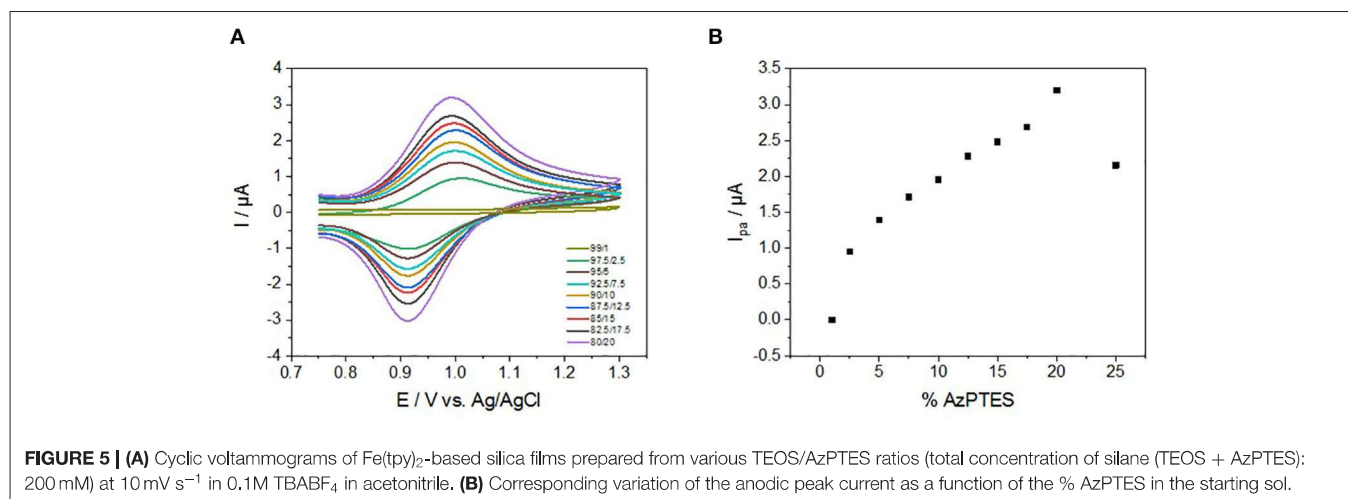 A
4
3
2
1
0
-1
-2
-3
-4
I / µA
0.7 0.8 0.9 1.0 1.1 1.2 1.3
E / V vs. Ag/AgCl
99/1
97.5/2.5
95/5
92.5/7.5
90/10
87.5/12.5
85/15
82.5/17.5
80/20
B
3.5
3.0
2.5
2.0
1.5
1.0
0.5
0.0
-0.5
Ipa / µA
0 5 10 15 20 25
% AzPTES
FIGURE 5 | (A) Cyclic voltammograms of Fe(tpy)₂-based silica films prepared from various TEOS/AzPTES ratios (total concentration of silane (TEOS + AzPTES):
200 mM) at 10 mV s⁻¹ in 0.1M TBABF₄ in acetonitrile. (B) Corresponding variation of the anodic peak current as a function of the % AzPTES in the starting sol.